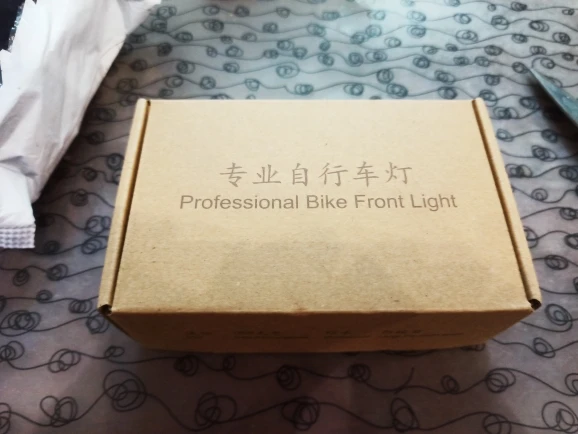 专业自行车灯
Professional Bike Front Light